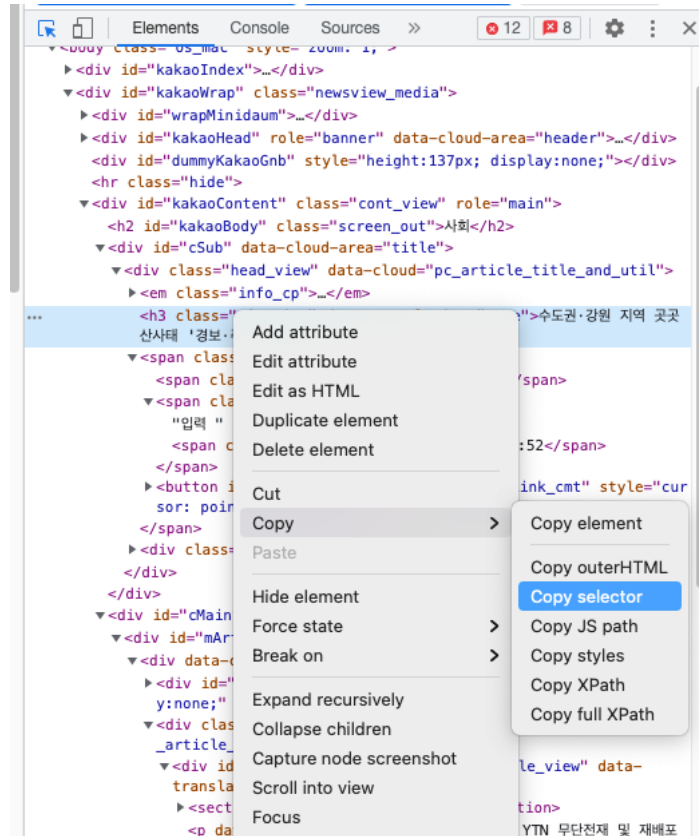 Elements Console Sources » 12 8
<body class="os_mac" style="zoom: 1;">
▶<div id="kakaoIndex">…</div>
▼<div id="kakaoWrap" class="newsview_media">
▶<div id="wrapMinidaum">…</div>
▶<div id="kakaoHead" role="banner" data-cloud-area="header">…</div>
<div id="dummyKakaoGnb" style="height:137px; display:none;"></div>
<hr class="hide">
▼<div id="kakaoContent" class="cont_view" role="main">
<h2 id="kakaoBody" class="screen_out">사회</h2>
▼<div id="cSub" data-cloud-area="title">
▼<div class="head_view" data-cloud="pc_article_title_and_util">
▶<em class="info_cp">…</em>
<h3 class=" ">수도권·강원 지역 곳곳
산사태 '경보·
▼<span clas
<span cla /span>
▼<span cla
"입력 "
<span c :52</span>
</span>
▶<button i ink_cmt" style="cur
sor: poin
</span>
▶<div class=
</div>
</div>
▼<div id="cMain
▼<div id="mAr
▼<div data-c
▶<div id="
y:none;"
▼<div clas
_article_
▼<div id le_view" data-
transla
▶<sect tion>
<p da YTN 무단전재 및 재배포
Add attribute
Edit attribute
Edit as HTML
Duplicate element
Delete element
Cut
Copy
Paste
Hide element
Force state
Break on
Expand recursively
Collapse children
Capture node screenshot
Scroll into view
Focus
Copy element
Copy outerHTML
Copy selector
Copy JS path
Copy styles
Copy XPath
Copy full XPath